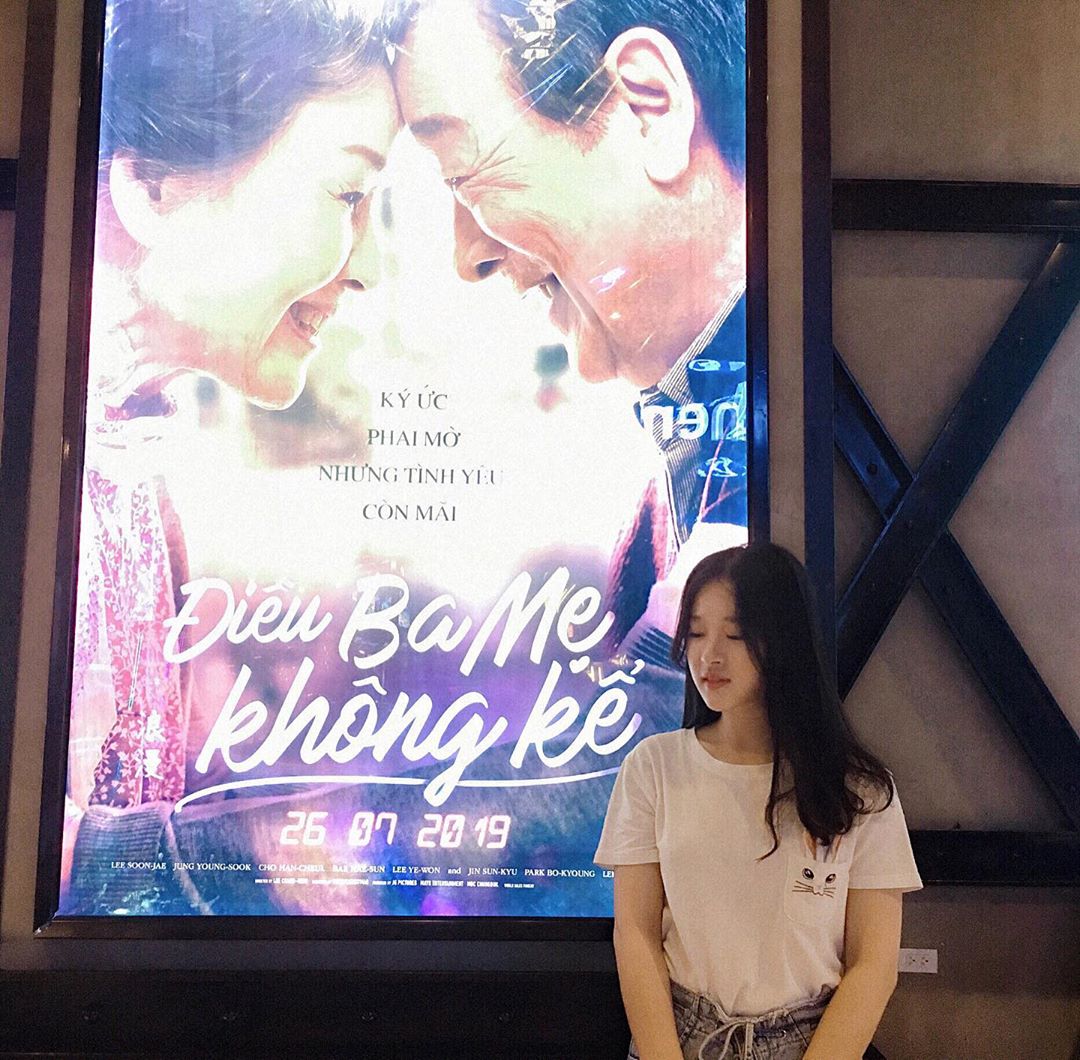 KÝ ỨC
PHAI MỜ
NHƯNG TÌNH YÊU
CÒN MÃI
Điều Ba Mẹ
không kể
浪漫
26 07 2019
LEE SOON-JAE JUNG YOUNG-SOOK CHO HAN-CHEUL BAE HAE-SUN LEE YE-WON and JIN SUN-KYU PARK BO-KYOUNG